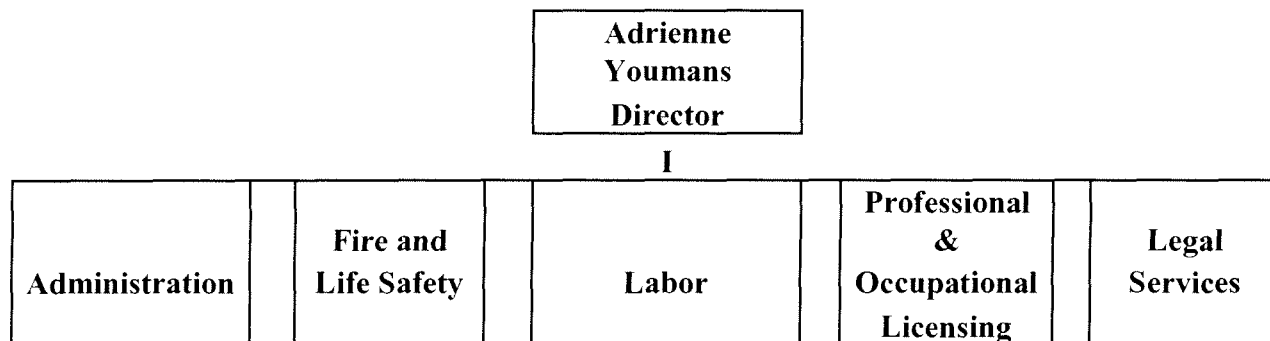 Adrienne
Youmans
Director
I
Administration
Fire and
Life Safety
Labor
Professional
&
Occupational
Licensing
Legal
Services